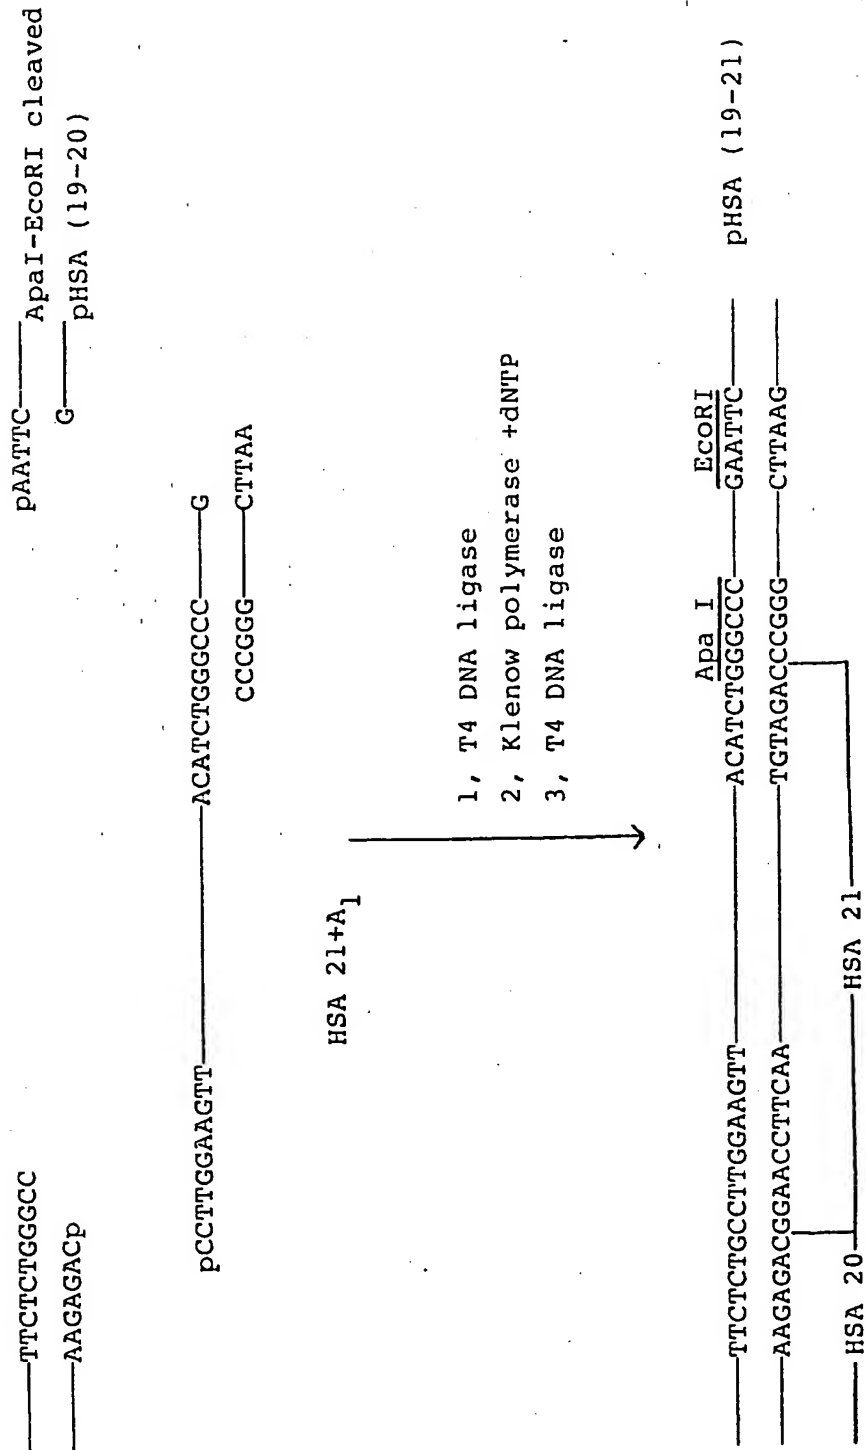 TTCTCTGGGCC pAATTC
ApaI-EcoRI cleaved
AAGAGACp G
pHSA (19-20)
pCCTTGGAAGTT ACATCTGGGCCC G
CCCGGG CTTAA
HSA 21+A1
1, T4 DNA ligase
2, Klenow polymerase +dNTP
3, T4 DNA ligase
Apa I EcoRI
TTCTCTGCCTTGGAAGTT ACATCTGGGCCC GAATTC pHSA (19-21)
AAGAGACGGAACCTTCAA TGTAGACCCGGG CTTAAG
HSA 20 HSA 21